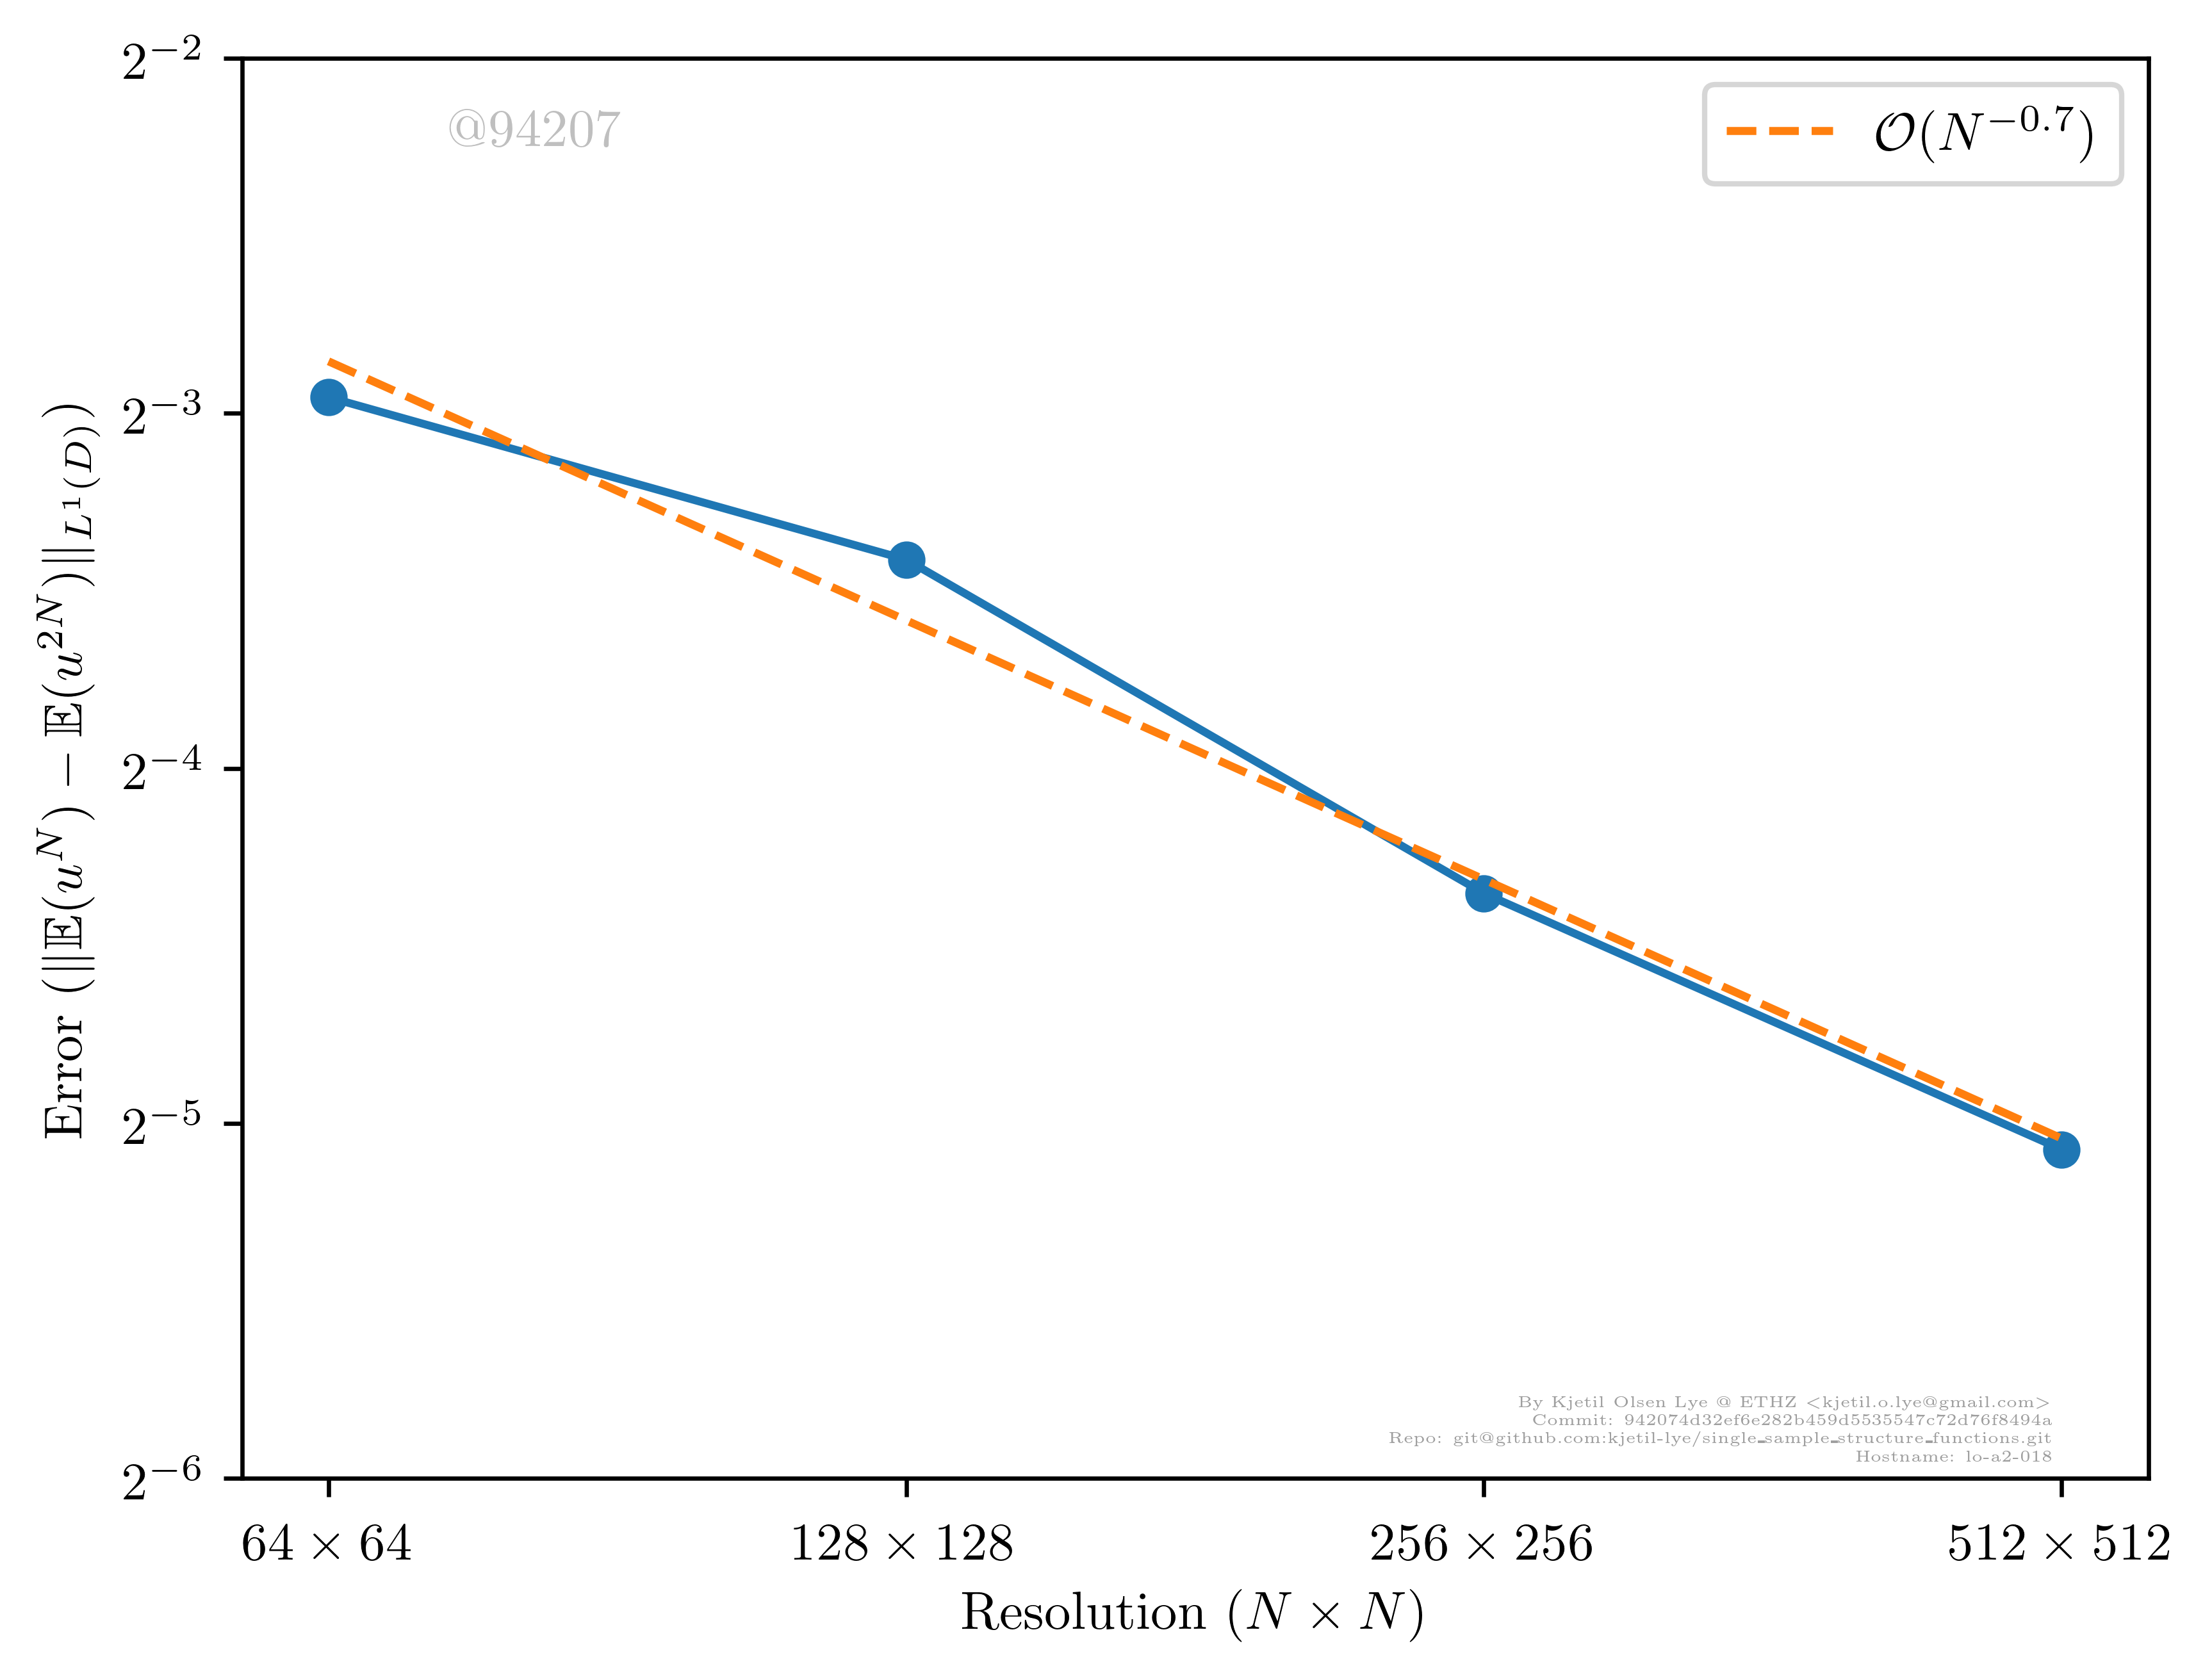 @94207
𝒪(N⁻⁰·⁷)
2⁻²
2⁻³
2⁻⁴
2⁻⁵
2⁻⁶
Error (||𝔼(u^N) − 𝔼(u^{2N})||_{L¹(D)})
By Kjetil Olsen Lye @ ETHZ <kjetil.o.lye@gmail.com>
Commit: 942074d32ef6e282b459d5535547c72d76f8494a
Repo: git@github.com:kjetil-lye/single_sample_structure_functions.git
Hostname: lo-a2-018
64 × 64
128 × 128
256 × 256
512 × 512
Resolution (N × N)